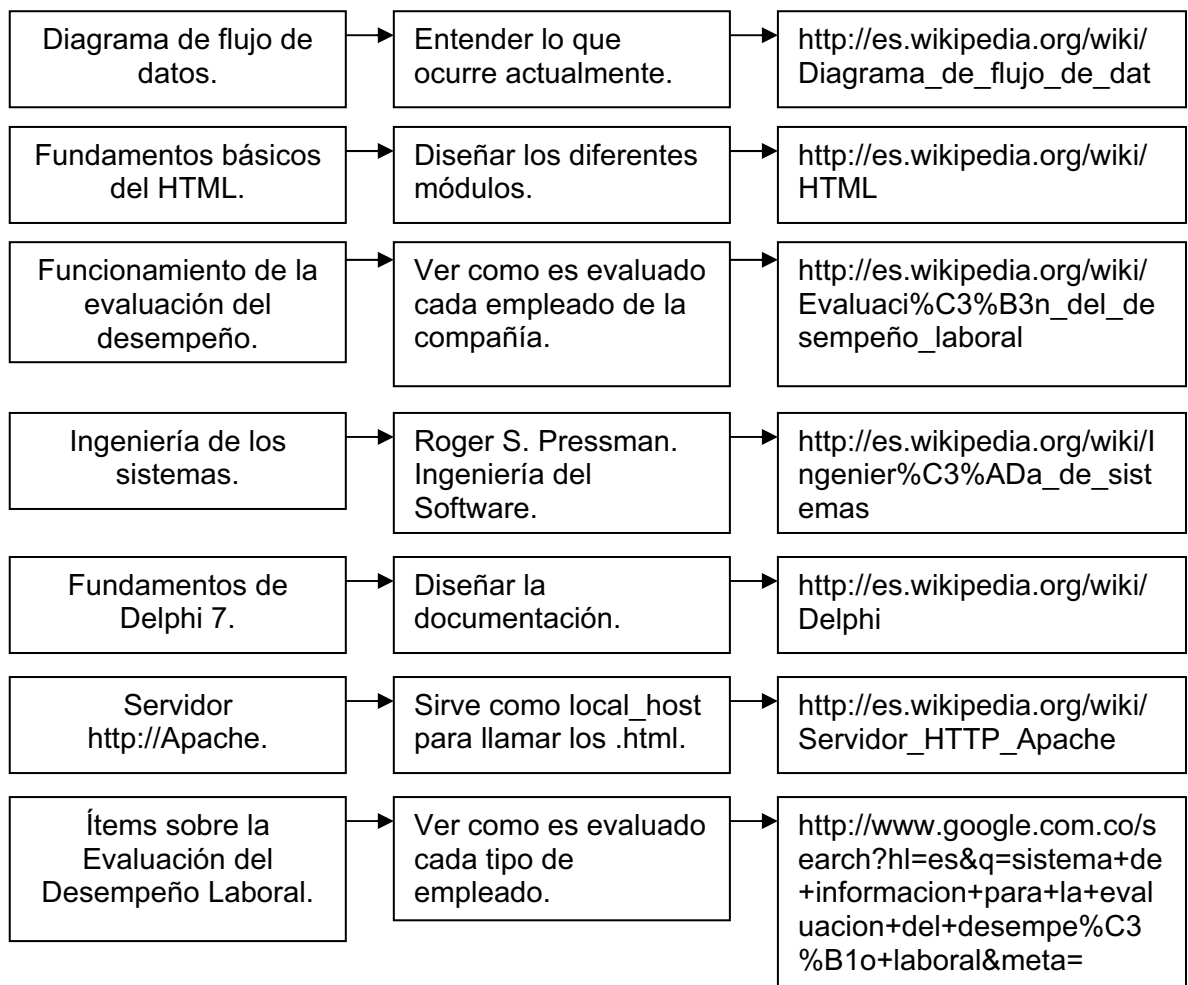 Diagrama de flujo de
datos.
Entender lo que
ocurre actualmente.
http://es.wikipedia.org/wiki/
Diagrama_de_flujo_de_dat
Fundamentos básicos
del HTML.
Diseñar los diferentes
módulos.
http://es.wikipedia.org/wiki/
HTML
Funcionamiento de la
evaluación del
desempeño.
Ver como es evaluado
cada empleado de la
compañía.
http://es.wikipedia.org/wiki/
Evaluaci%C3%B3n_del_de
sempeño_laboral
Ingeniería de los
sistemas.
Roger S. Pressman.
Ingeniería del
Software.
http://es.wikipedia.org/wiki/I
ngenier%C3%ADa_de_sist
emas
Fundamentos de
Delphi 7.
Diseñar la
documentación.
http://es.wikipedia.org/wiki/
Delphi
Servidor
http://Apache.
Sirve como local_host
para llamar los .html.
http://es.wikipedia.org/wiki/
Servidor_HTTP_Apache
Ítems sobre la
Evaluación del
Desempeño Laboral.
Ver como es evaluado
cada tipo de
empleado.
http://www.google.com.co/s
earch?hl=es&q=sistema+de
+informacion+para+la+eval
uacion+del+desempe%C3
%B1o+laboral&meta=